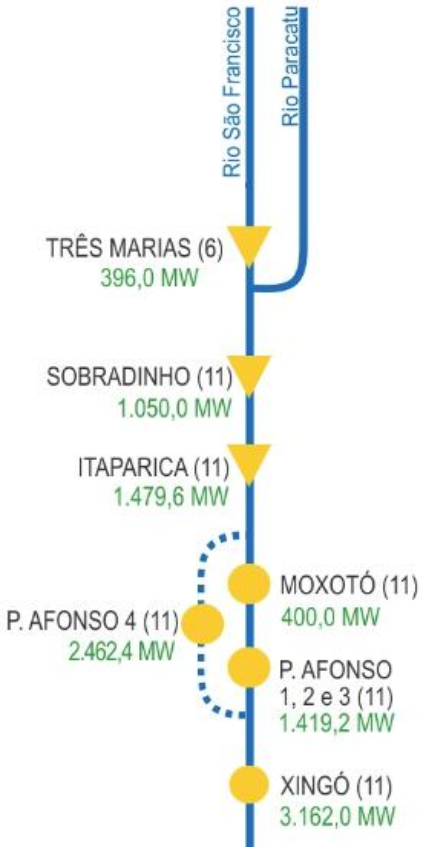 Rio São Francisco
Rio Paracatu
TRÊS MARIAS (6)
396,0 MW
SOBRADINHO (11)
1.050,0 MW
ITAPARICA (11)
1.479,6 MW
MOXOTÓ (11)
400,0 MW
P. AFONSO 4 (11)
2.462,4 MW
P. AFONSO
1, 2 e 3 (11)
1.419,2 MW
XINGÓ (11)
3.162,0 MW